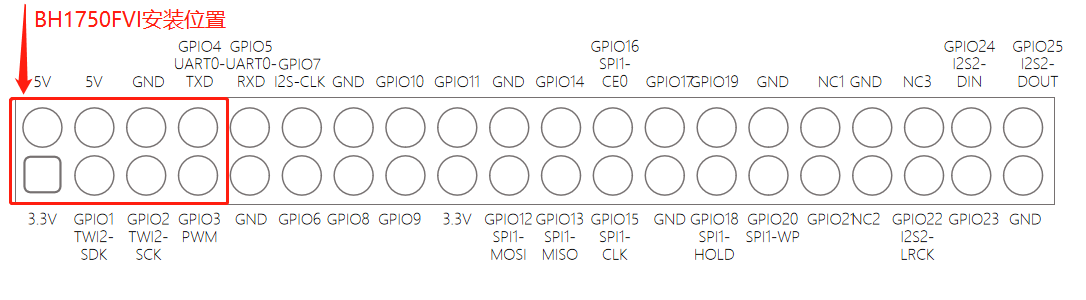 BH1750FVI安装位置
5V
5V
GND
GPIO4
UART0-
TXD
GPIO5
UART0-
RXD
GPIO7
I2S-CLK
GND
GPIO10
GPIO11
GND
GPIO14
GPIO16
SPI1-
CE0
GPIO17
GPIO19
GND
NC1
GND
NC3
GPIO24
I2S2-
DIN
GPIO25
I2S2-
DOUT
3.3V
GPIO1
TWI2-
SDK
GPIO2
TWI2-
SCK
GPIO3
PWM
GND
GPIO6
GPIO8
GPIO9
3.3V
GPIO12
SPI1-
MOSI
GPIO13
SPI1-
MISO
GPIO15
SPI1-
CLK
GND
GPIO18
SPI1-
HOLD
GPIO20
SPI1-WP
GPIO21
NC2
GPIO22
I2S2-
LRCK
GPIO23
GND